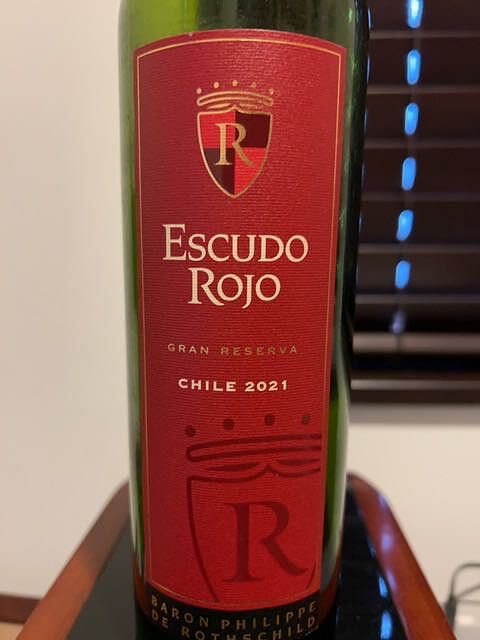 R
ESCUDO
ROJO
GRAN RESERVA
CHILE 2021
R
BARON PHILIPPE
DE ROTHSCHILD